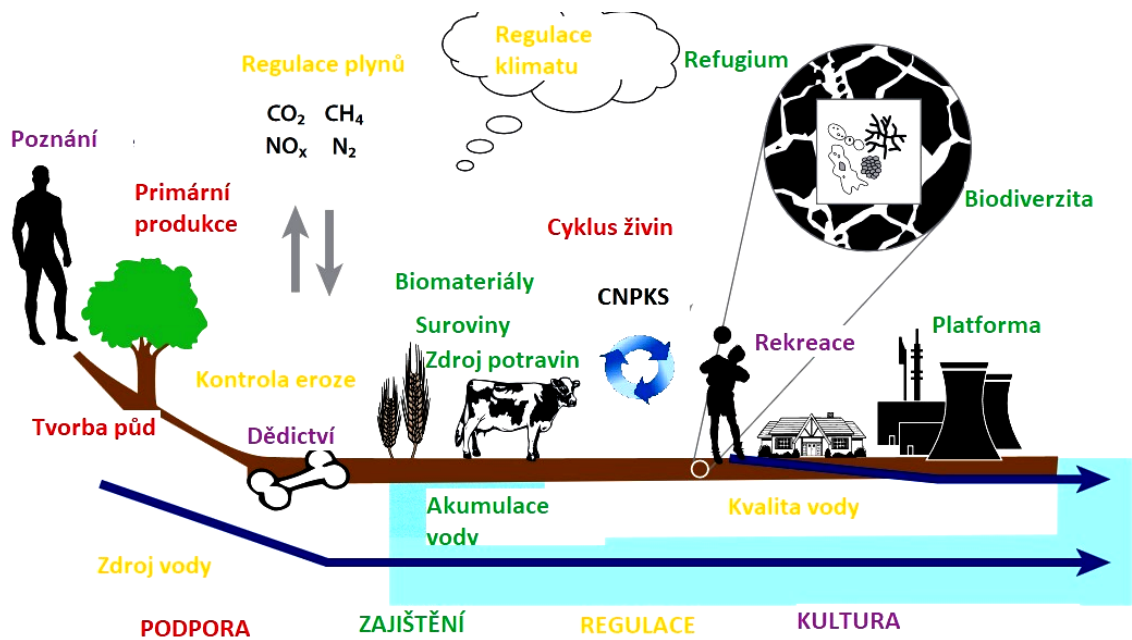 Regulace
klimatu
Regulace plynů
Refugium
CO₂ CH₄
NOₓ N₂
Poznání
Primární
produkce
Biodiverzita
Cyklus živin
Biomateriály
CNPKS
Suroviny
Platforma
Rekreace
Zdroj potravin
Kontrola eroze
Tvorba půd
Dědictví
Akumulace
vody
Kvalita vody
Zdroj vody
PODPORA
ZAJIŠTĚNÍ
REGULACE
KULTURA